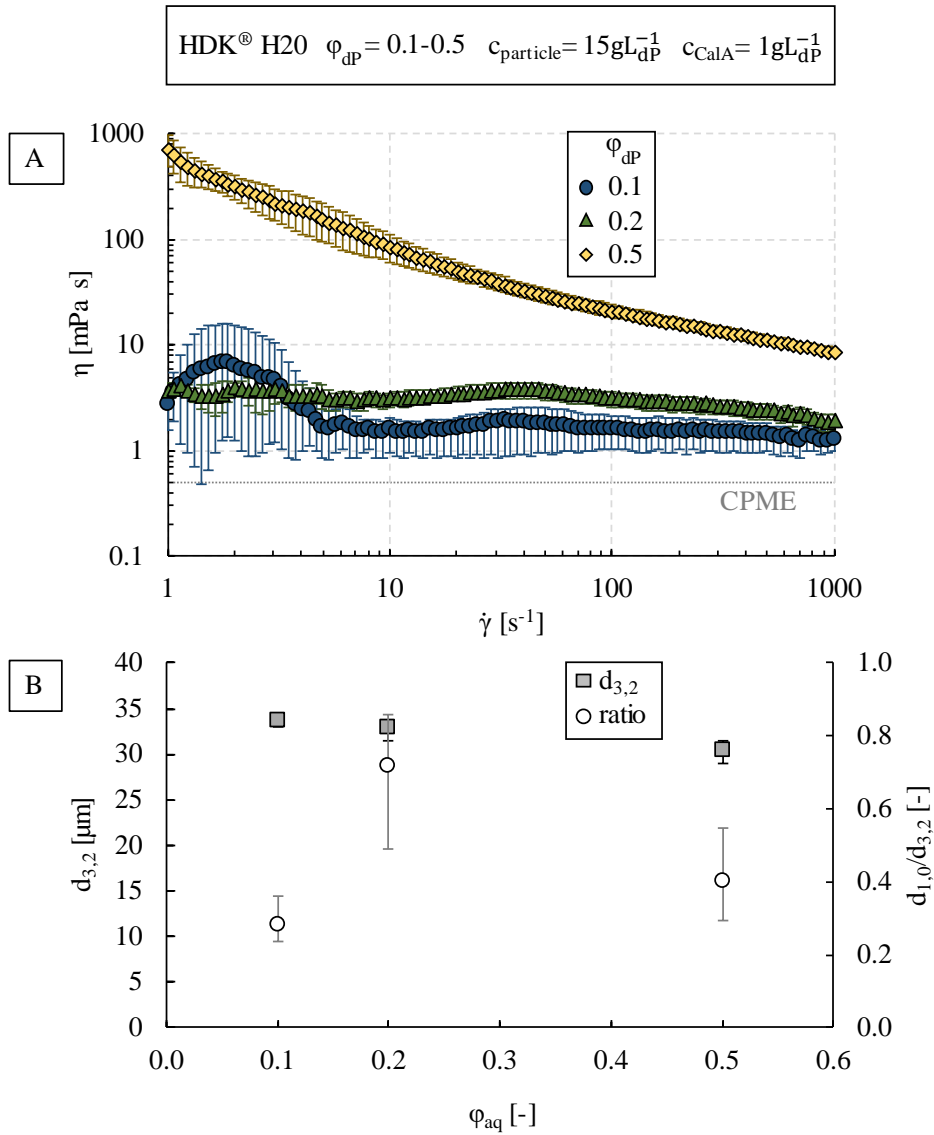 HDK® H20 φdP= 0.1-0.5 cparticle= 15gL−1dP cCalA= 1gL−1dP
A
1000
100
10
1
0.1
η [mPa s]
φdP
0.1
0.2
0.5
CPME
1 10 100 1000
γ̇ [s-1]
B
40
35
30
25
20
15
10
5
0
d3,2 [µm]
d3,2
ratio
1.0
0.8
0.6
0.4
0.2
0.0
d1,0/d3,2 [-]
0.0 0.1 0.2 0.3 0.4 0.5 0.6
φaq [-]